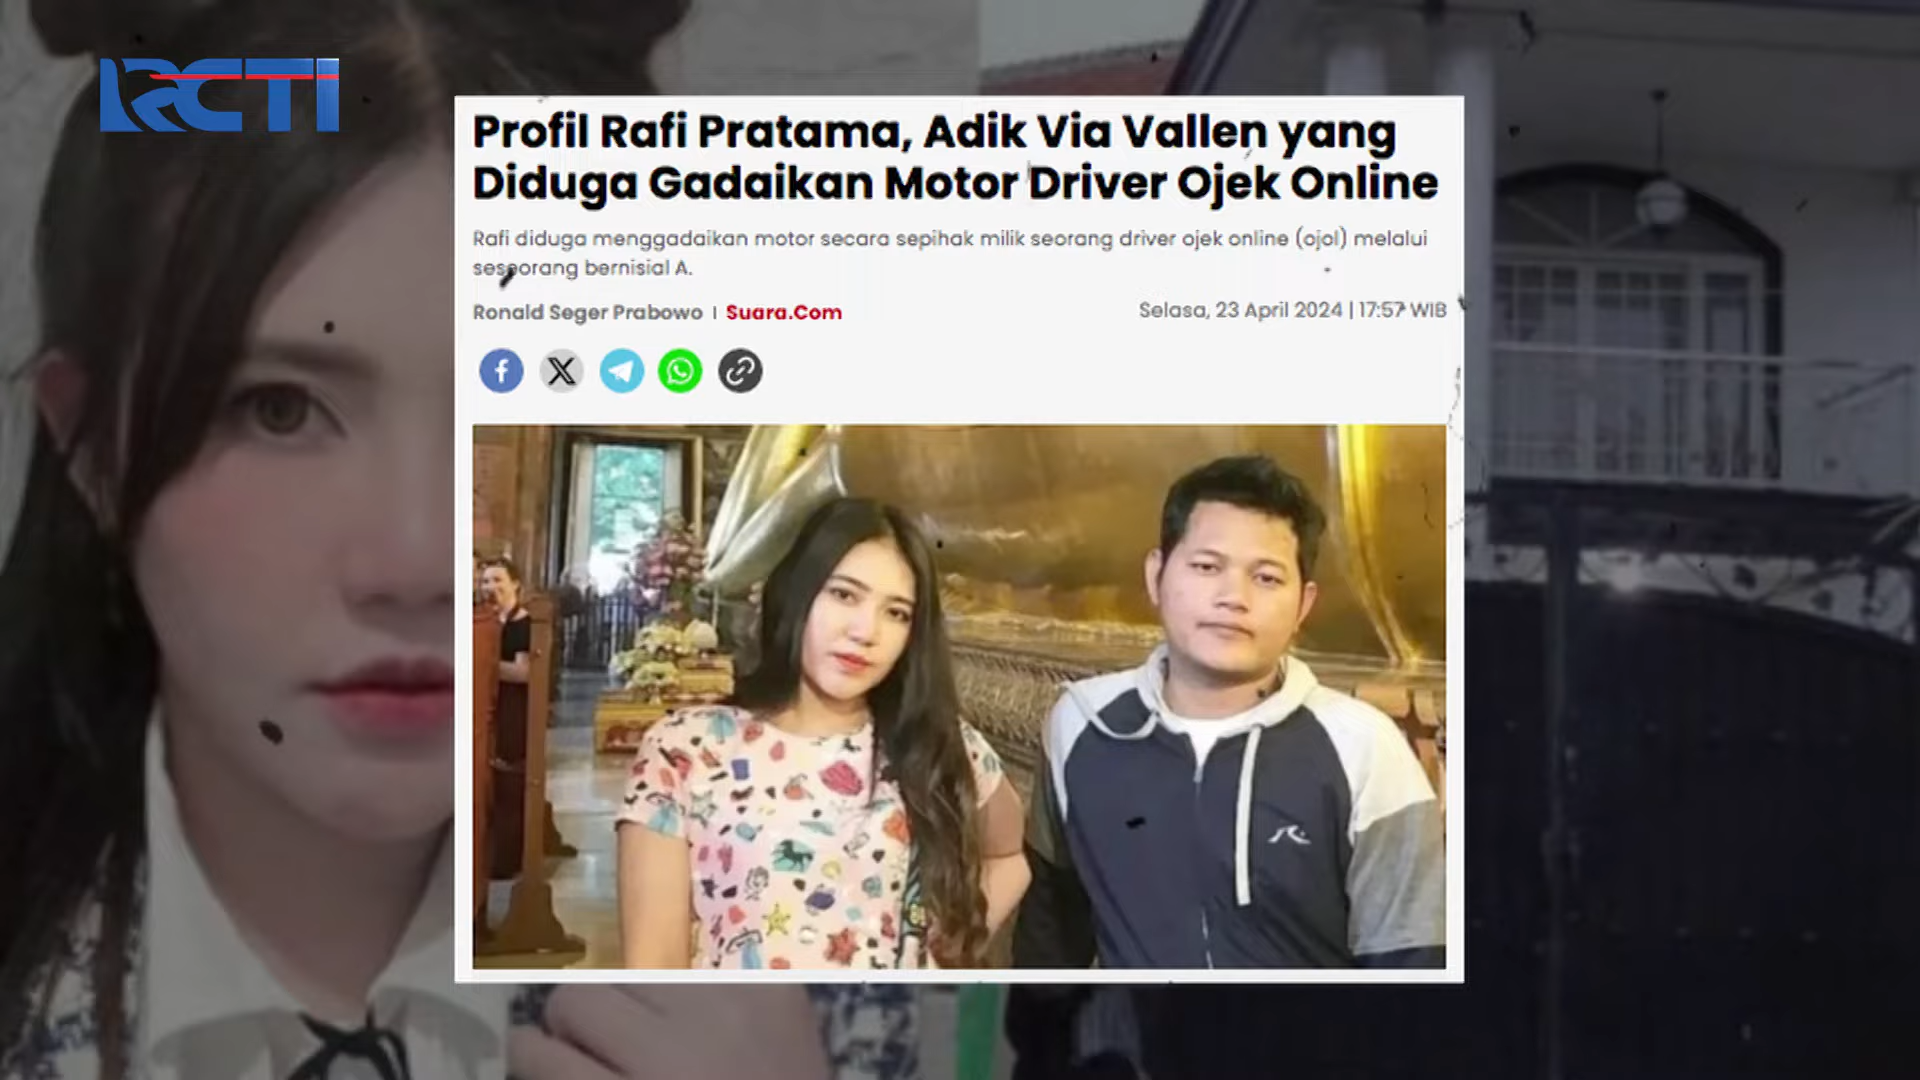 RCTI
Profil Rafi Pratama, Adik Via Vallen yang
Diduga Gadaikan Motor Driver Ojek Online
Rafi diduga menggadaikan motor secara sepihak milik seorang driver ojek online (ojol) melalui
seseorang bernisial A.
Ronald Seger Prabowo | Suara.Com
Selasa, 23 April 2024 | 17:57 WIB